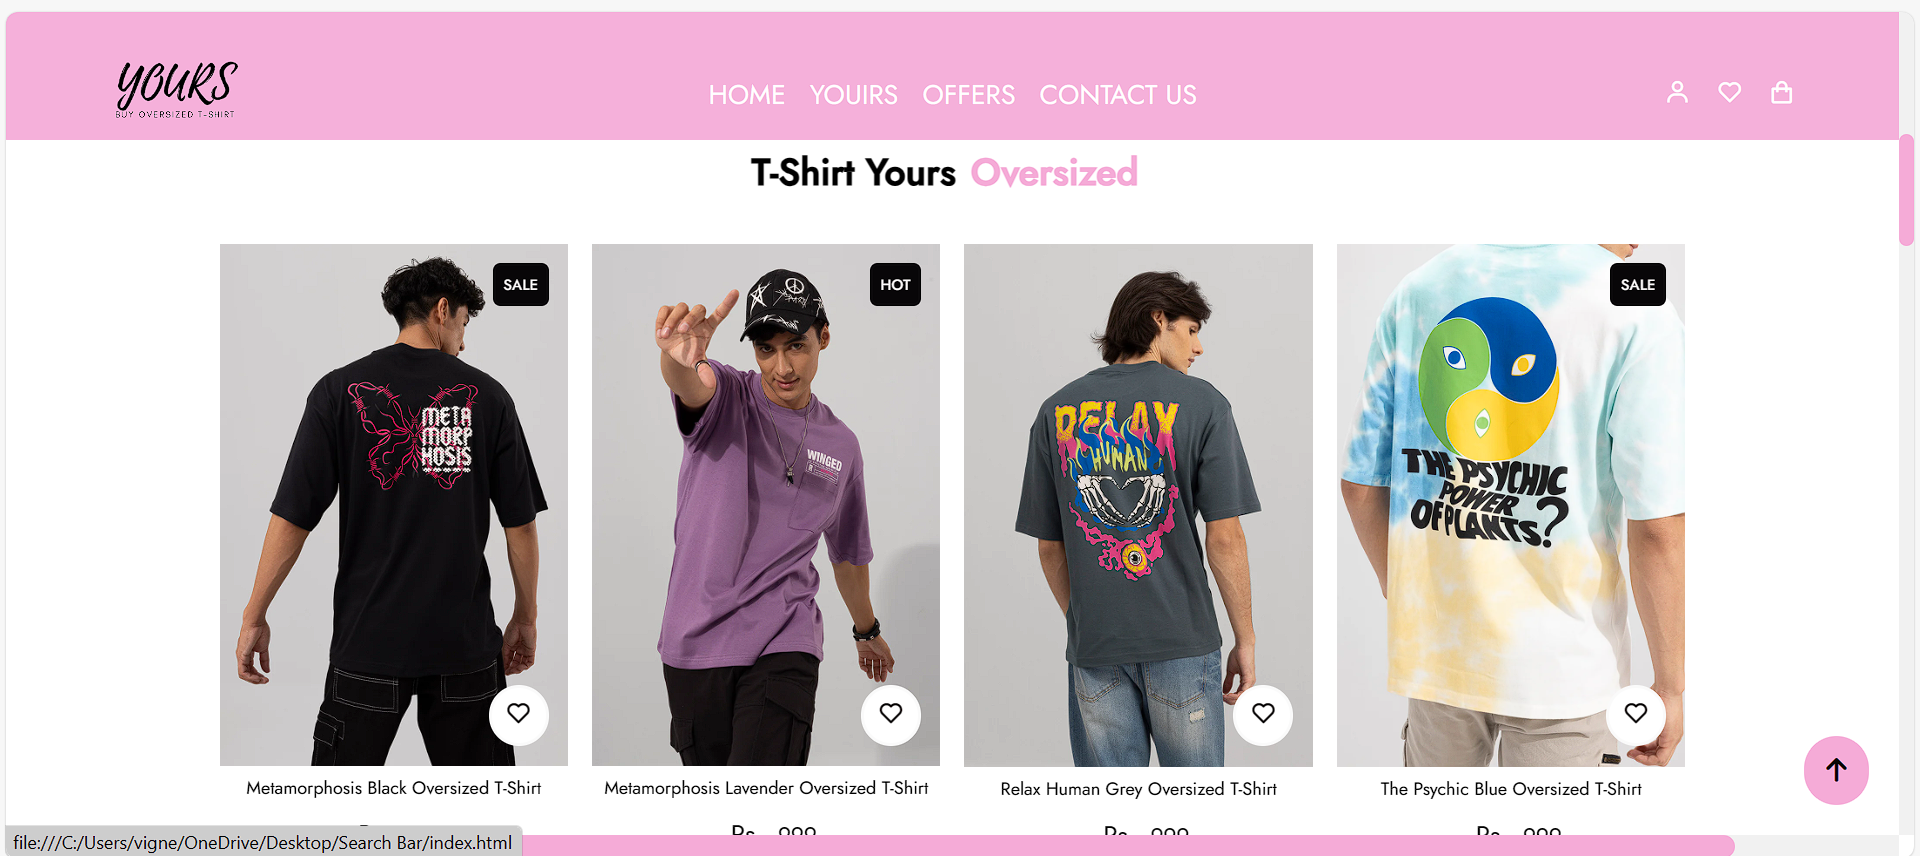 YOURS
BUY OVERSIZED T-SHIRT
HOME YOUIRS OFFERS CONTACT US
T-Shirt Yours Oversized
SALE
HOT
SALE
META
MORP
HOSIS
WINGED
RELAX
HUMAN
THE PSYCHIC
POWER
OF PLANTS?
Metamorphosis Black Oversized T-Shirt
Metamorphosis Lavender Oversized T-Shirt
Relax Human Grey Oversized T-Shirt
The Psychic Blue Oversized T-Shirt
Rs 999
Rs 999
Rs 999
file:///C:/Users/vigne/OneDrive/Desktop/Search Bar/index.html